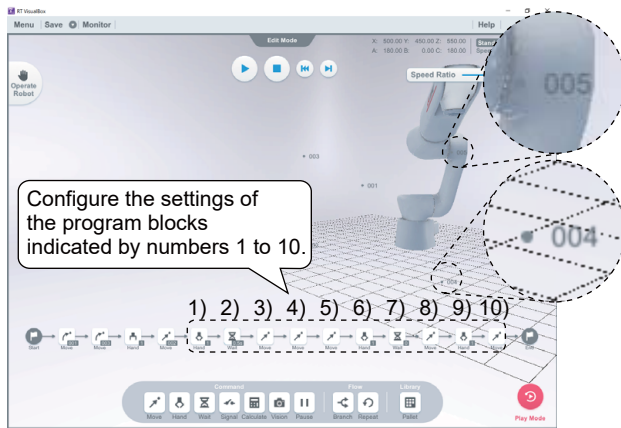 RT VisualBox
Menu Save Monitor Help
Edit Mode
X: 500.00 Y: 450.00 Z: 550.00
A: 180.00 B: 0.00 C: 180.00
Stand
Speed
Operate
Robot
Speed Ratio
005
003
001
004
004
Configure the settings of
the program blocks
indicated by numbers 1 to 10.
1) 2) 3) 4) 5) 6) 7) 8) 9) 10)
Start Move Move Hand Move Hand Wait Move Move Move Hand Wait Move Hand Move End
Command Flow Library
Move Hand Wait Signal Calculate Vision Pause Branch Repeat Pallet
Play Mode